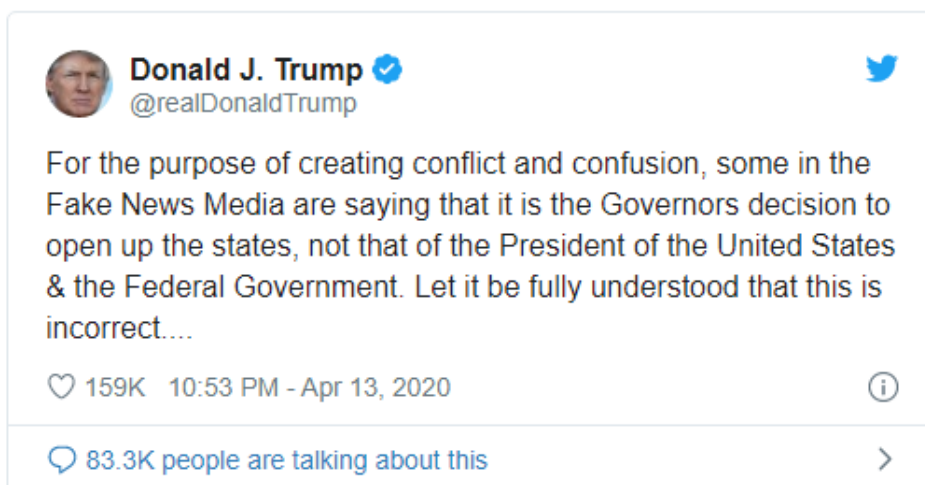 Donald J. Trump
@realDonaldTrump
For the purpose of creating conflict and confusion, some in the
Fake News Media are saying that it is the Governors decision to
open up the states, not that of the President of the United States
& the Federal Government. Let it be fully understood that this is
incorrect....
159K 10:53 PM - Apr 13, 2020
83.3K people are talking about this